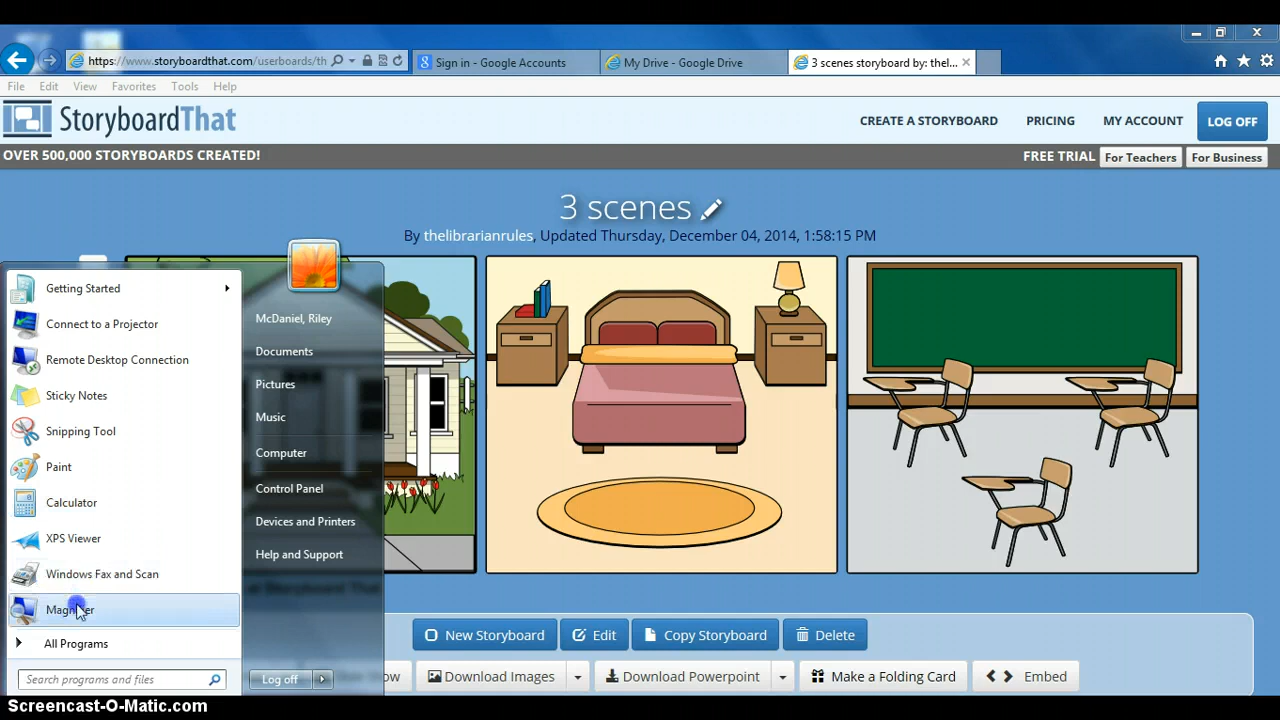 https://www.storyboardthat.com/userboards/th
Sign in - Google Accounts
My Drive - Google Drive
3 scenes storyboard by: thel...
File Edit View Favorites Tools Help
StoryboardThat
CREATE A STORYBOARD PRICING MY ACCOUNT LOG OFF
OVER 500,000 STORYBOARDS CREATED!
FREE TRIAL For Teachers For Business
3 scenes
By thelibrarianrules, Updated Thursday, December 04, 2014, 1:58:15 PM
Getting Started
Connect to a Projector
Remote Desktop Connection
Sticky Notes
Snipping Tool
Paint
Calculator
XPS Viewer
Windows Fax and Scan
Magnifier
All Programs
Search programs and files
McDaniel, Riley
Documents
Pictures
Music
Computer
Control Panel
Devices and Printers
Help and Support
Log off
New Storyboard Edit Copy Storyboard Delete
Download Images Download Powerpoint Make a Folding Card Embed
Screencast-O-Matic.com